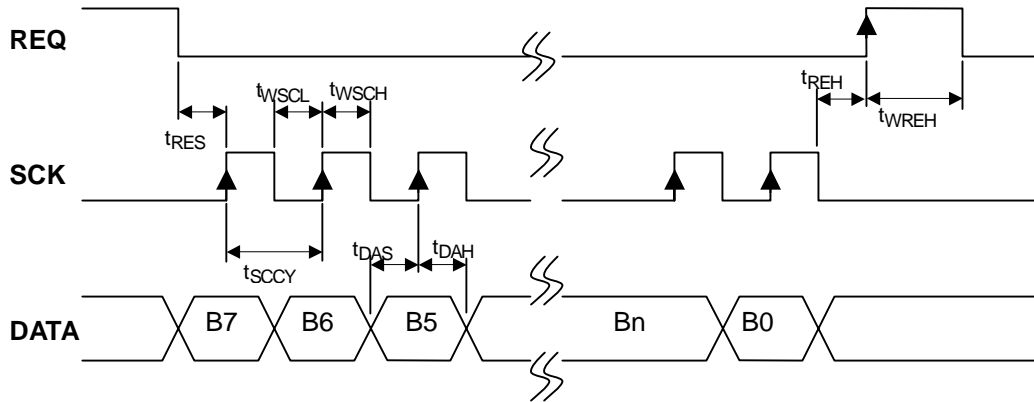 REQ
tRES
tWSCL
tWSCH
tREH
tWREH
SCK
tSCCY
tDAS
tDAH
DATA
B7
B6
B5
Bn
B0